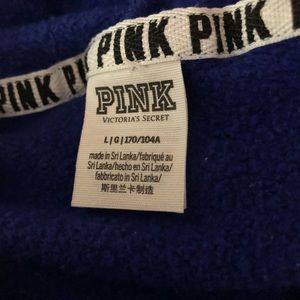 PINK PINK
PINK P
PINK
VICTORIA'S SECRET
L | G | 170/104A
made in Sri Lanka/fabriqué au
Sri Lanka/hecho en Sri Lanka/
fabricato in Sri Lanka/
斯里兰卡制造